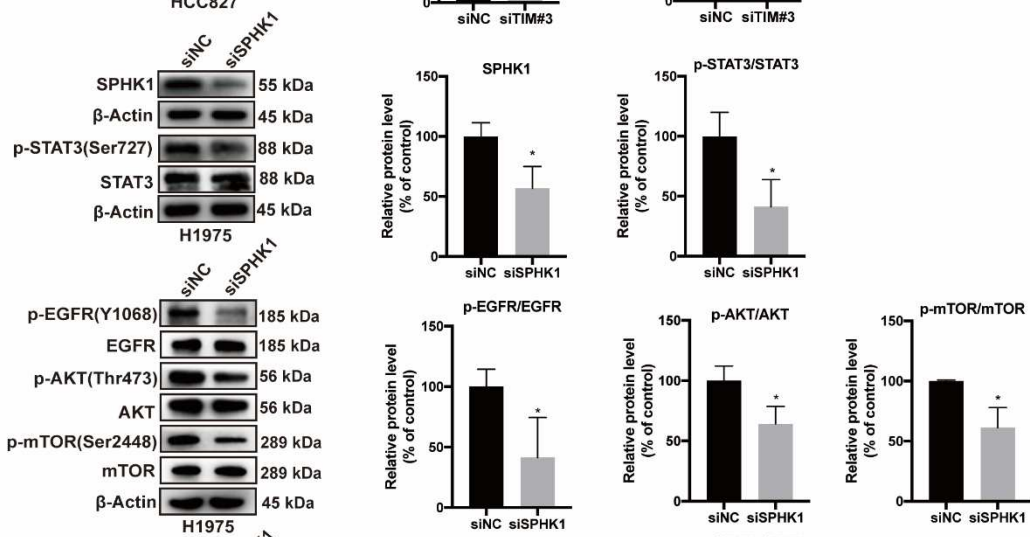 HCC827
0 siNC siTIM#3
0 siNC siTIM#3
siNC siSPHK1
SPHK1 55 kDa
β-Actin 45 kDa
p-STAT3(Ser727) 88 kDa
STAT3 88 kDa
β-Actin 45 kDa
H1975
SPHK1
Relative protein level
(% of control)
150
100
50
0
*
siNC siSPHK1
p-STAT3/STAT3
Relative protein level
(% of control)
150
100
50
0
*
siNC siSPHK1
siNC siSPHK1
p-EGFR(Y1068) 185 kDa
EGFR 185 kDa
p-AKT(Thr473) 56 kDa
AKT 56 kDa
p-mTOR(Ser2448) 289 kDa
mTOR 289 kDa
β-Actin 45 kDa
H1975
p-EGFR/EGFR
Relative protein level
(% of control)
150
100
50
0
*
siNC siSPHK1
p-AKT/AKT
Relative protein level
(% of control)
150
100
50
0
*
siNC siSPHK1
p-mTOR/mTOR
Relative protein level
(% of control)
150
100
50
0
*
siNC siSPHK1